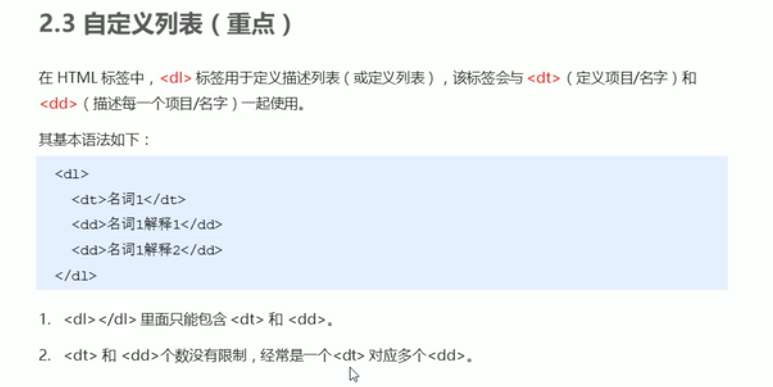 2.3 自定义列表（重点）
在 HTML 标签中，<dl> 标签用于定义描述列表（或定义列表），该标签会与 <dt>（定义项目/名字）和
<dd>（描述每一个项目/名字）一起使用。
其基本语法如下：
<dl>
<dt>名词1</dt>
<dd>名词1解释1</dd>
<dd>名词1解释2</dd>
</dl>
1. <dl></dl> 里面只能包含 <dt> 和 <dd>。
2. <dt> 和 <dd>个数没有限制，经常是一个<dt> 对应多个<dd>。